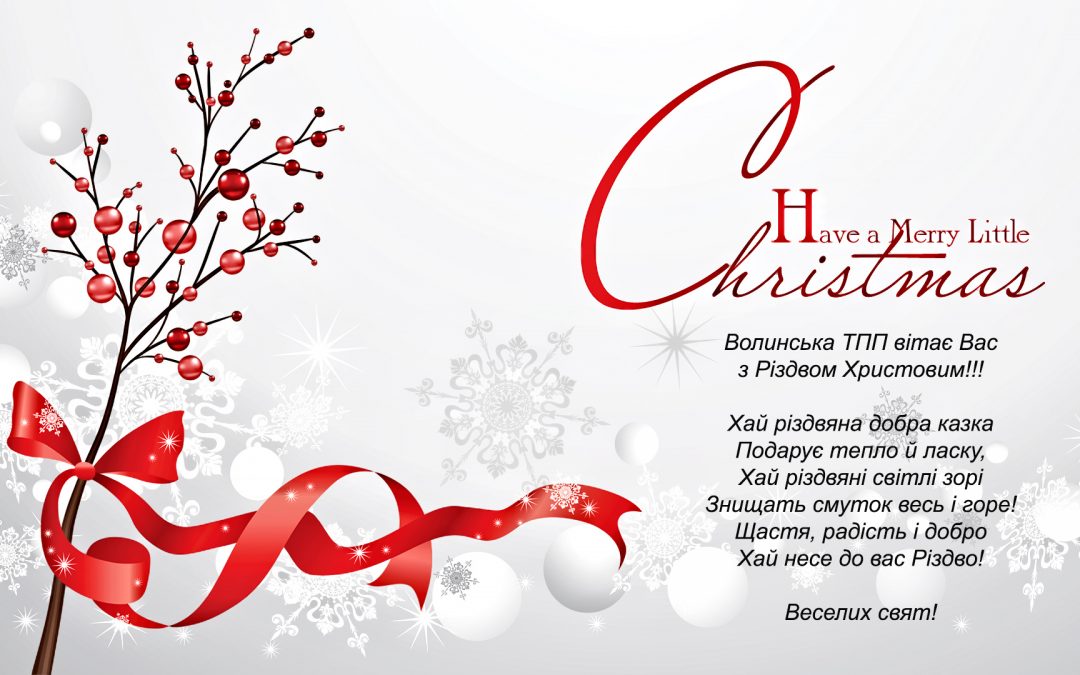 Have a Merry Little
Christmas
Волинська ТПП вітає Вас
з Різдвом Христовим!!!
Хай різдвяна добра казка
Подарує тепло й ласку,
Хай різдвяні світлі зорі
Знищать смуток весь і горе!
Щастя, радість і добро
Хай несе до вас Різдво!
Веселих свят!